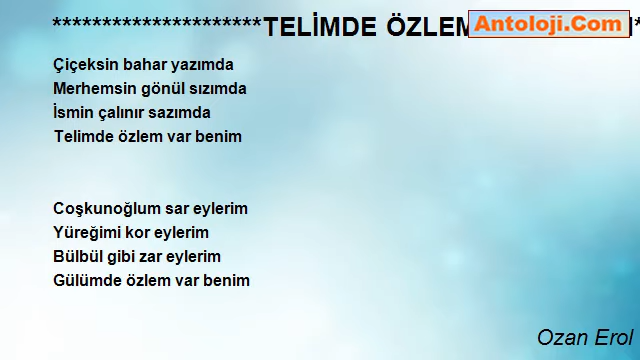 *********************TELİMDE ÖZLEM
Antoloji.Com
Çiçeksin bahar yazımda
Merhemsin gönül sızımda
İsmin çalınır sazımda
Telimde özlem var benim
Coşkunoğlum sar eylerim
Yüreğimi kor eylerim
Bülbül gibi zar eylerim
Gülümde özlem var benim
Ozan Erol